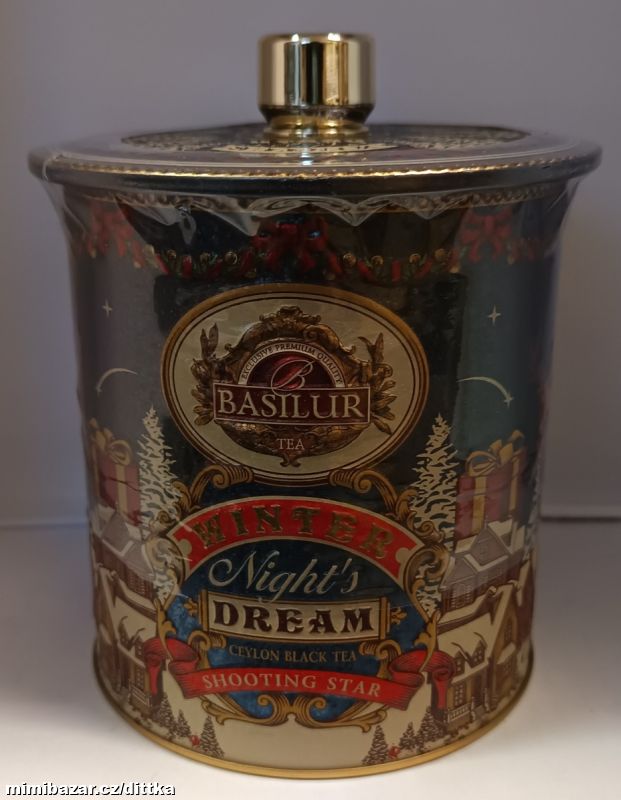 EXCLUSIVE PREMIUM QUALITY
B
BASILUR
TEA
WINTER
Night's
DREAM
CEYLON BLACK TEA
SHOOTING STAR
mimibazar.cz/dittka